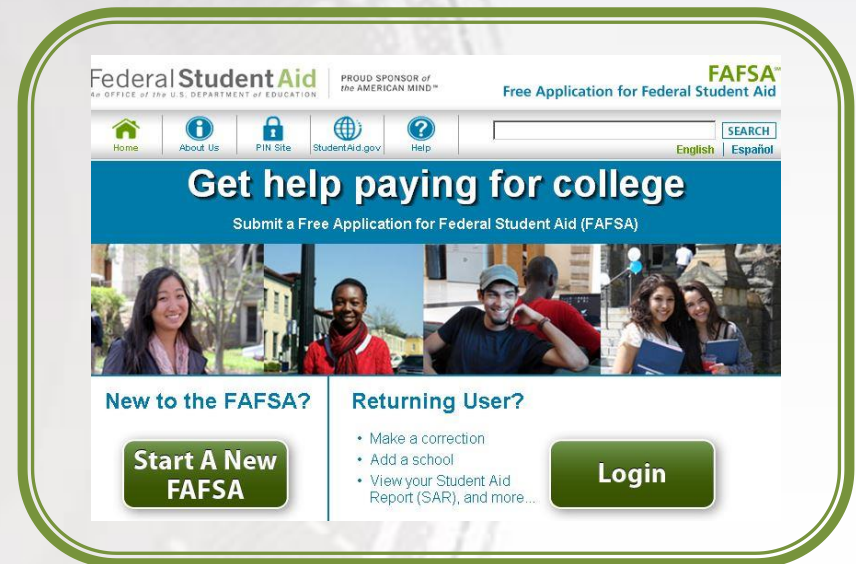 Federal Student Aid
An OFFICE of the U.S. DEPARTMENT of EDUCATION
PROUD SPONSOR of
the AMERICAN MIND™
FAFSA™
Free Application for Federal Student Aid
Home
About Us
PIN Site
StudentAid.gov
Help
SEARCH
English | Español
Get help paying for college
Submit a Free Application for Federal Student Aid (FAFSA)
New to the FAFSA?
Start A New
FAFSA
Returning User?
• Make a correction
• Add a school
• View your Student Aid
Report (SAR), and more...
Login